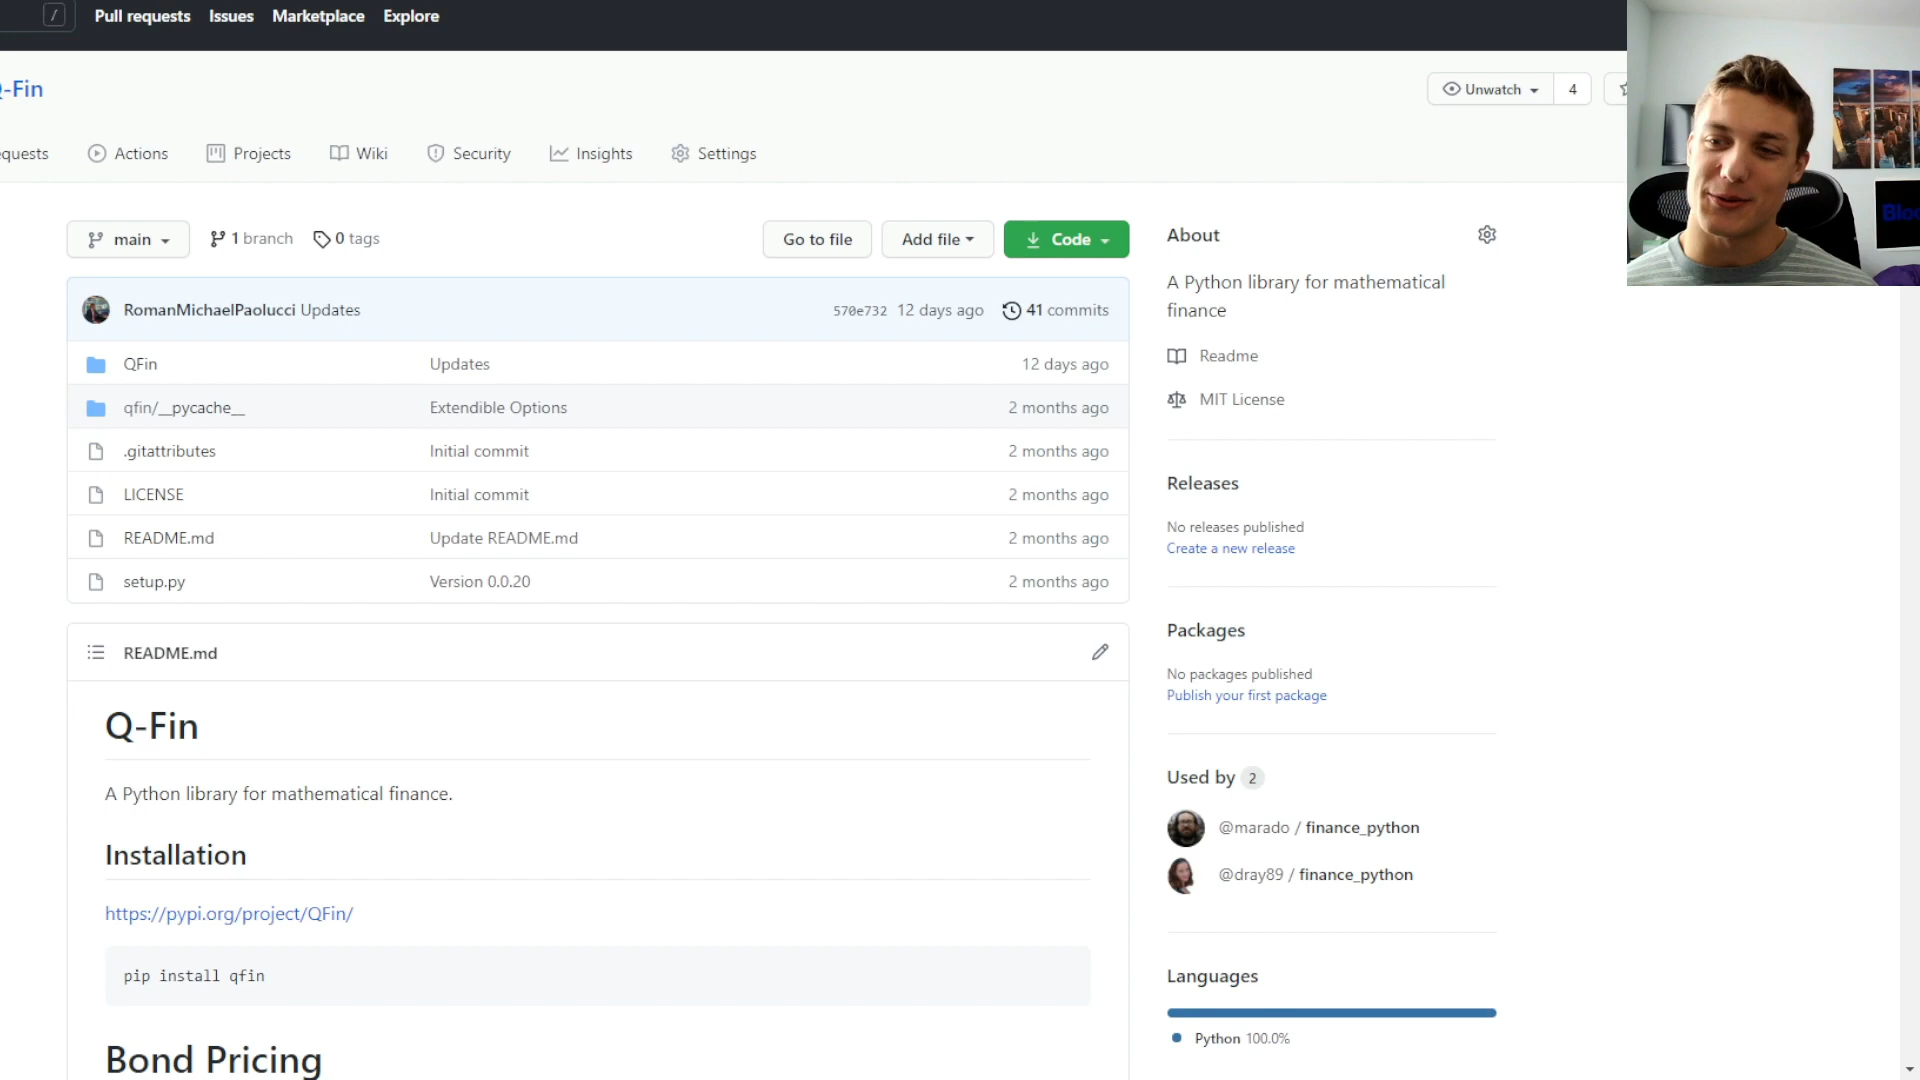 / Pull requests Issues Marketplace Explore
-Fin
Unwatch 4
quests Actions Projects Wiki Security Insights Settings
main 1 branch 0 tags Go to file Add file Code
RomanMichaelPaolucci Updates 570e732 12 days ago 41 commits
QFin Updates 12 days ago
qfin/__pycache__ Extendible Options 2 months ago
.gitattributes Initial commit 2 months ago
LICENSE Initial commit 2 months ago
README.md Update README.md 2 months ago
setup.py Version 0.0.20 2 months ago
README.md
Q-Fin
A Python library for mathematical finance.
Installation
https://pypi.org/project/QFin/
pip install qfin
Bond Pricing
About
A Python library for mathematical
finance
Readme
MIT License
Releases
No releases published
Create a new release
Packages
No packages published
Publish your first package
Used by 2
@marado / finance_python
@dray89 / finance_python
Languages
Python 100.0%